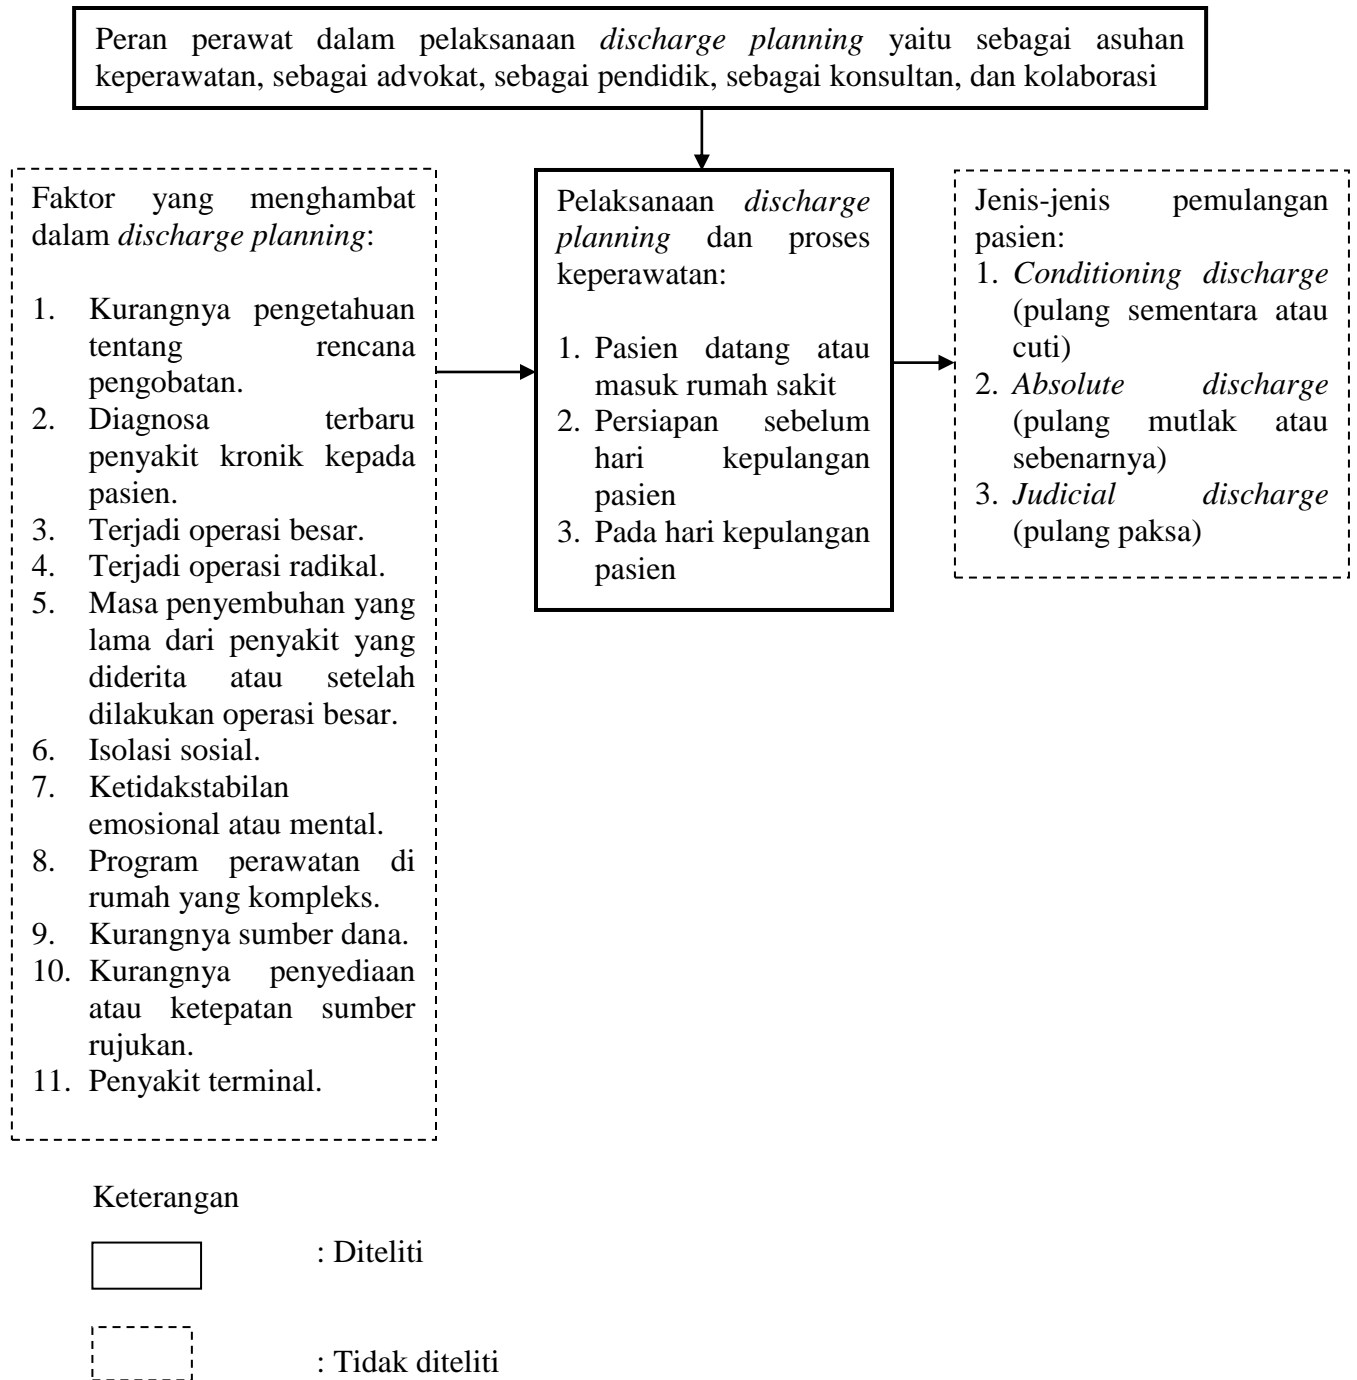 Peran perawat dalam pelaksanaan discharge planning yaitu sebagai asuhan
keperawatan, sebagai advokat, sebagai pendidik, sebagai konsultan, dan kolaborasi
Faktor yang menghambat
dalam discharge planning:
1. Kurangnya pengetahuan
tentang rencana
pengobatan.
2. Diagnosa terbaru
penyakit kronik kepada
pasien.
3. Terjadi operasi besar.
4. Terjadi operasi radikal.
5. Masa penyembuhan yang
lama dari penyakit yang
diderita atau setelah
dilakukan operasi besar.
6. Isolasi sosial.
7. Ketidakstabilan
emosional atau mental.
8. Program perawatan di
rumah yang kompleks.
9. Kurangnya sumber dana.
10. Kurangnya penyediaan
atau ketepatan sumber
rujukan.
11. Penyakit terminal.
Pelaksanaan discharge
planning dan proses
keperawatan:
1. Pasien datang atau
masuk rumah sakit
2. Persiapan sebelum
hari kepulangan
pasien
3. Pada hari kepulangan
pasien
Jenis-jenis pemulangan
pasien:
1. Conditioning discharge
(pulang sementara atau
cuti)
2. Absolute discharge
(pulang mutlak atau
sebenarnya)
3. Judicial discharge
(pulang paksa)
Keterangan
: Diteliti
: Tidak diteliti